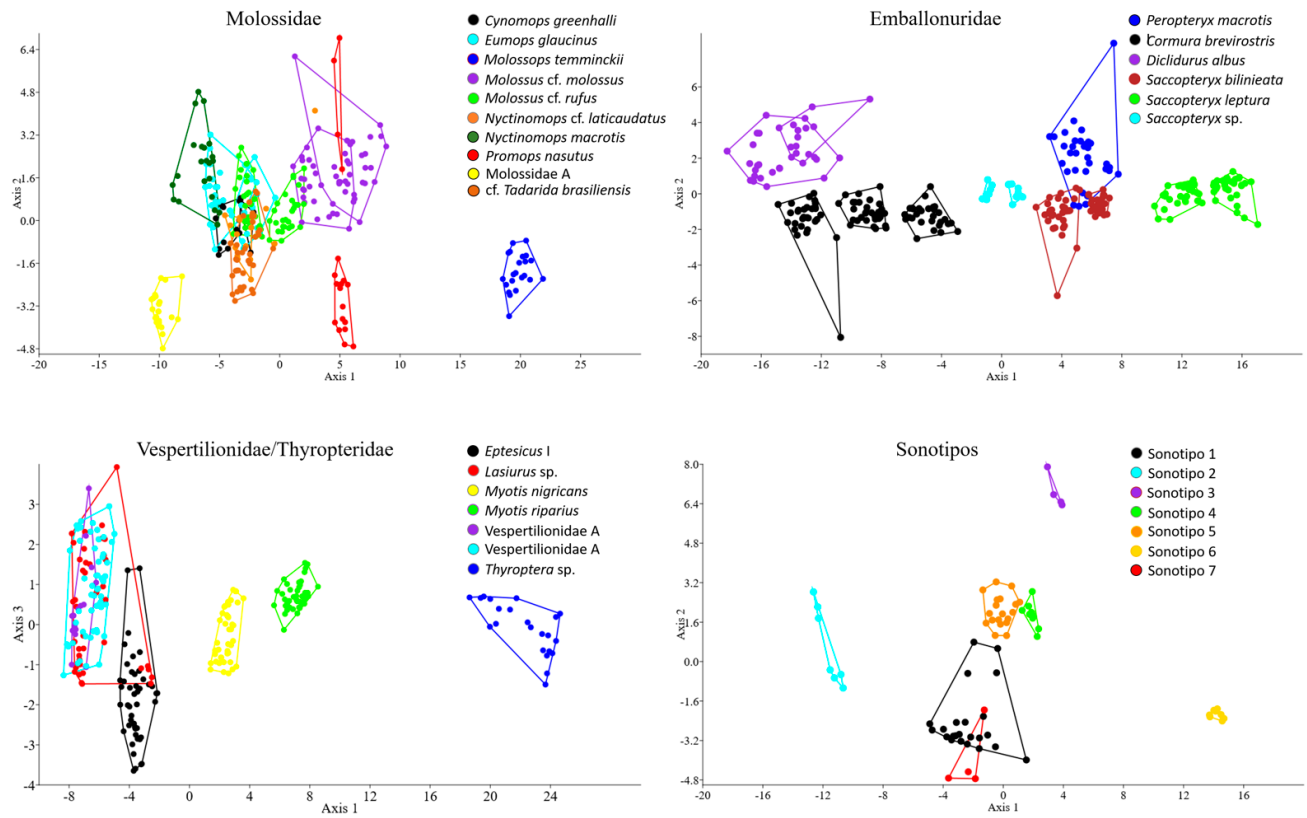 Molossidae
6.4
4.8
3.2
1.6
0.0
-1.6
-3.2
-4.8
Axis 2
-20 -15 -10 -5 0 5 10 15 20 25 30
Axis 1
Cynomops greenhalli
Eumops glaucinus
Molossops temminckii
Molossus cf. molossus
Molossus cf. rufus
Nyctinomops cf. laticaudatus
Nyctinomops macrotis
Promops nasutus
Molossidae A
cf. Tadarida brasiliensis
Emballonuridae
6
4
2
0
-2
-4
-6
-8
Axis 2
-20 -16 -12 -8 -4 0 4 8 12 16
Axis 1
Peropteryx macrotis
Cormura brevirostris
Diclidurus albus
Saccopteryx bilinieata
Saccopteryx leptura
Saccopteryx sp.
Vespertilionidae/Thyropteridae
3
2
1
0
-1
-2
-3
-4
Axis 3
-8 -4 0 4 8 12 16 20 24
Axis 1
Eptesicus I
Lasiurus sp.
Myotis nigricans
Myotis riparius
Vespertilionidae A
Vespertilionidae A
Thyroptera sp.
Sonotipos
8.0
6.4
4.8
3.2
1.6
0.0
-1.6
-3.2
-4.8
Axis 2
-20 -16 -12 -8 -4 0 4 8 12 16
Axis 1
Sonotipo 1
Sonotipo 2
Sonotipo 3
Sonotipo 4
Sonotipo 5
Sonotipo 6
Sonotipo 7